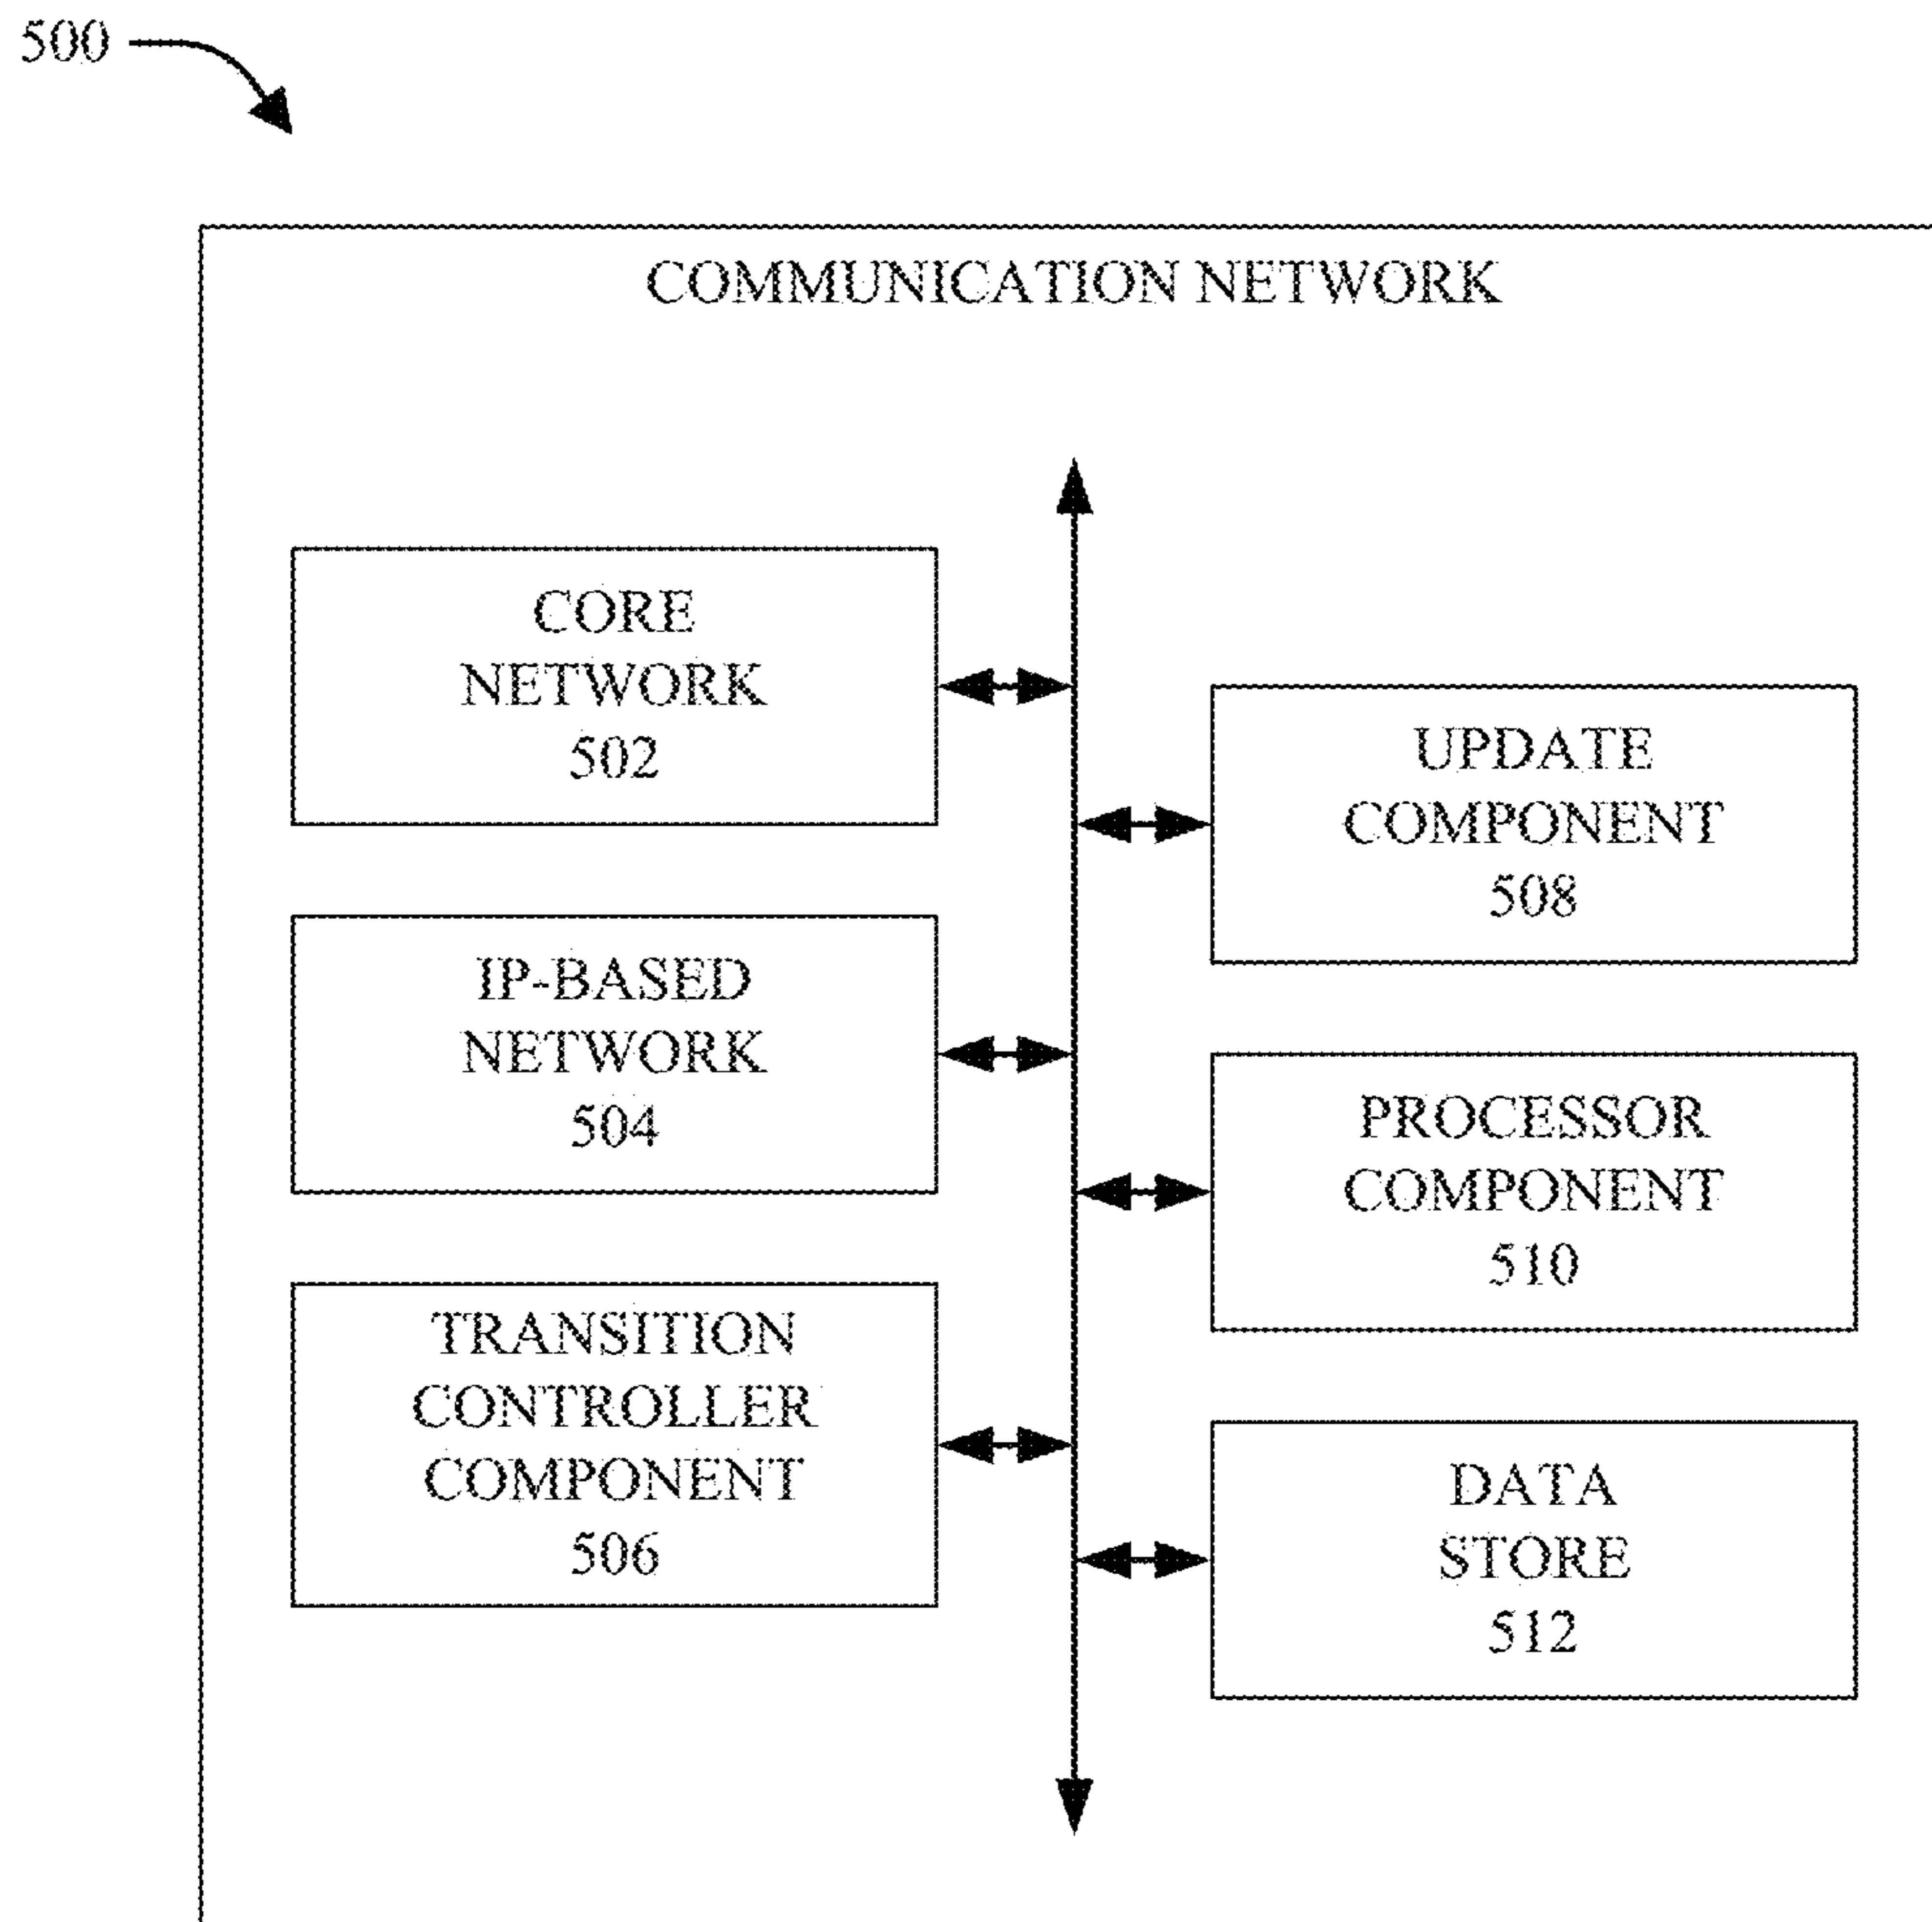 500
COMMUNICATION NETWORK
CORE
NETWORK
502
IP-BASED
NETWORK
504
TRANSITION
CONTROLLER
COMPONENT
506
UPDATE
COMPONENT
508
PROCESSOR
COMPONENT
510
DATA
STORE
512